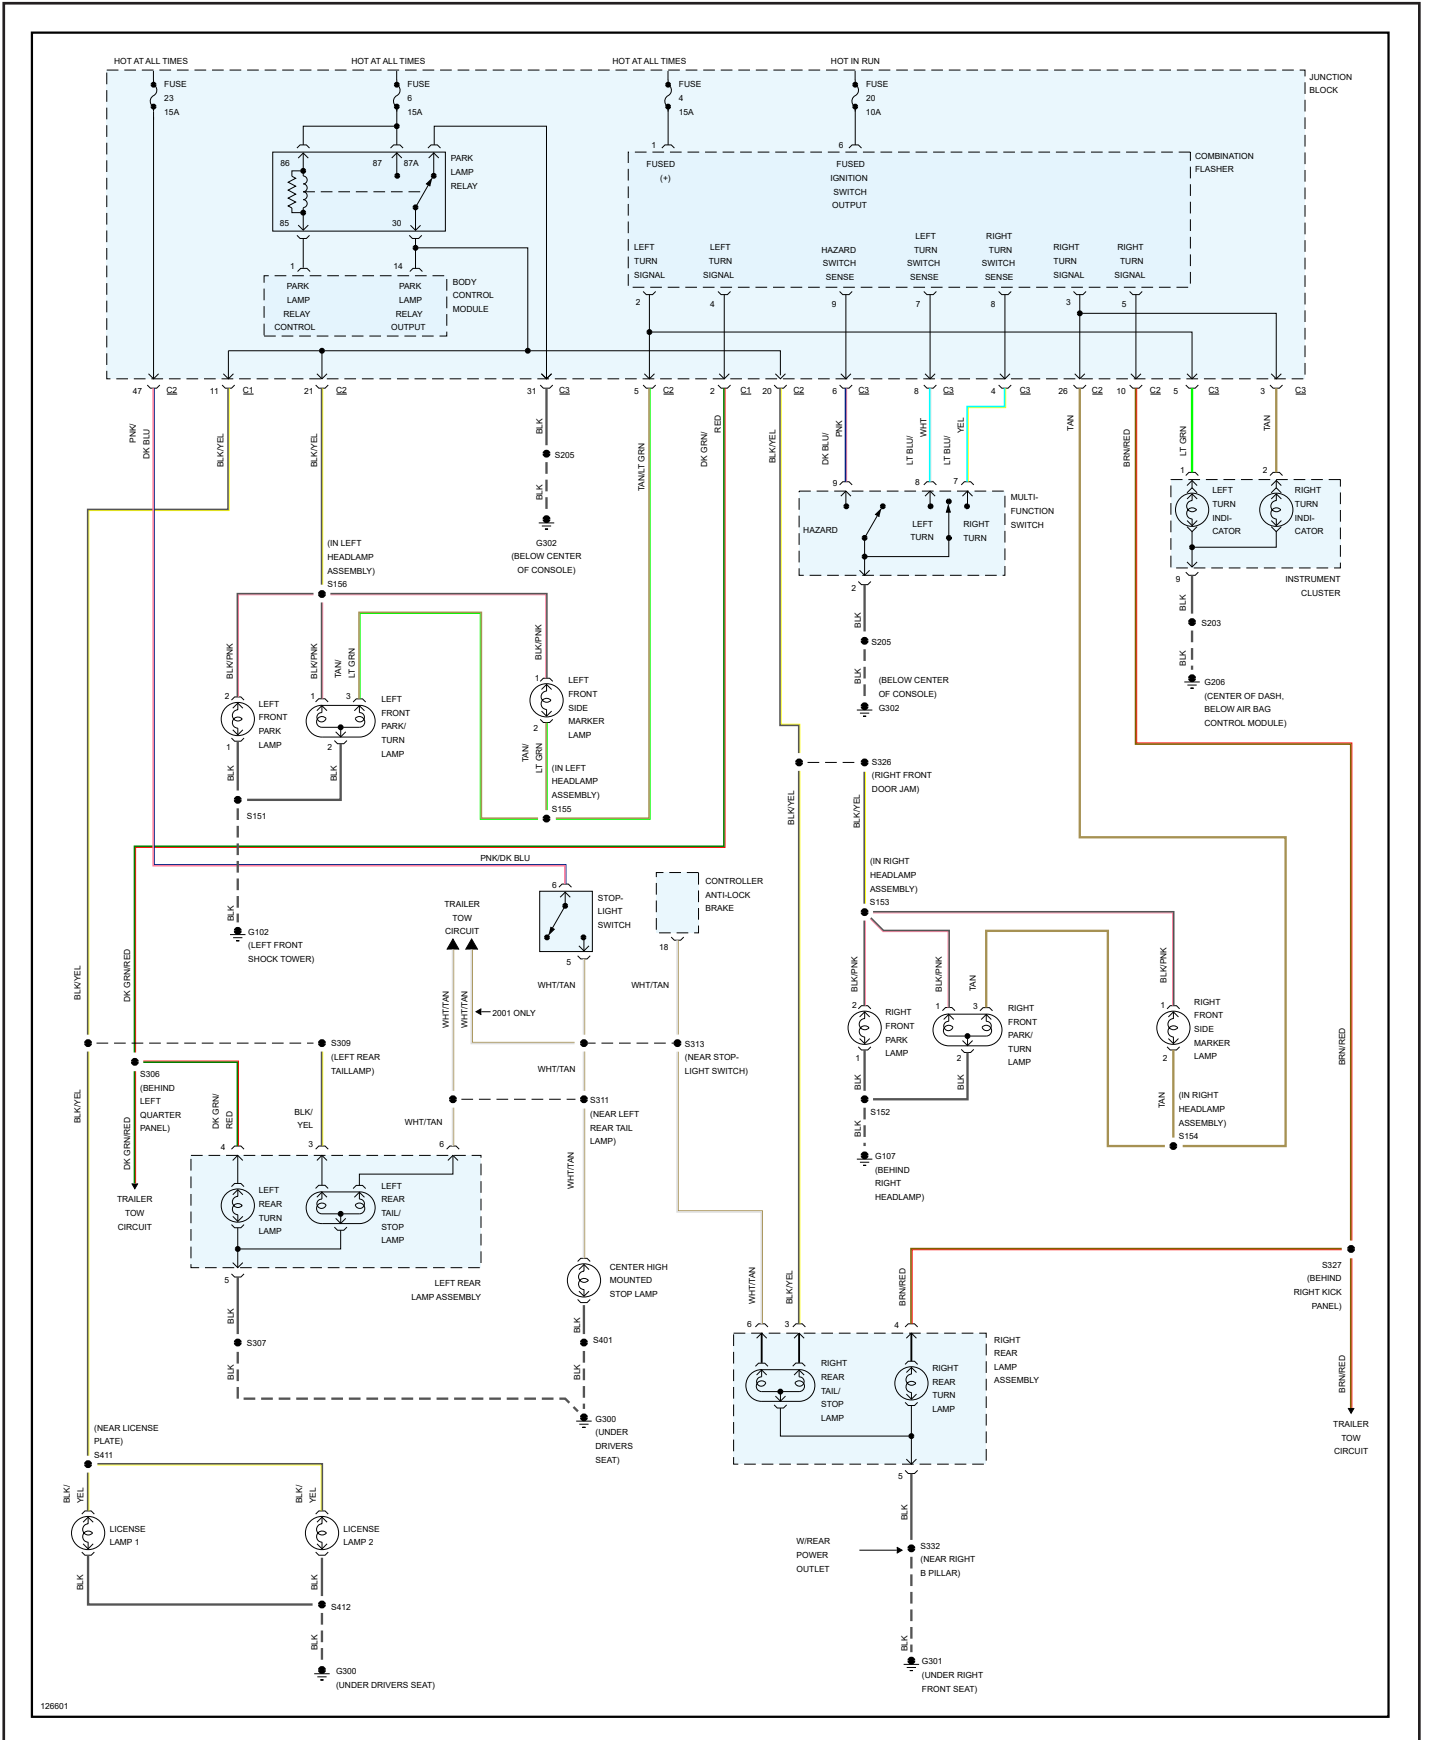 HOT AT ALL TIMES
HOT AT ALL TIMES
HOT AT ALL TIMES
HOT IN RUN
FUSE
23
15A
FUSE
6
15A
FUSE
4
15A
FUSE
20
10A
JUNCTION
BLOCK
86
87
87A
85
30
PARK
LAMP
RELAY
1
14
PARK
LAMP
RELAY
CONTROL
PARK
LAMP
RELAY
OUTPUT
BODY
CONTROL
MODULE
1
6
FUSED
(+)
FUSED
IGNITION
SWITCH
OUTPUT
COMBINATION
FLASHER
LEFT
TURN
SIGNAL
LEFT
TURN
SIGNAL
HAZARD
SWITCH
SENSE
LEFT
TURN
SWITCH
SENSE
RIGHT
TURN
SWITCH
SENSE
RIGHT
TURN
SIGNAL
RIGHT
TURN
SIGNAL
2
4
9
7
8
3
5
47 C2
11 C1
21 C2
31 C3
5 C2
2 C1
20 C2
6 C3
8 C3
4 C3
26 C2
10 C2
5 C3
3 C3
PNK/
DK BLU
BLK/YEL
BLK/YEL
BLK
S205
BLK
G302
(BELOW CENTER
OF CONSOLE)
TAN/LT GRN
DK GRN/
RED
BLK/YEL
DK BLU/
PNK
LT BLU/
WHT
LT BLU/
YEL
TAN
BRN/RED
LT GRN
TAN
9
8
7
HAZARD
LEFT
TURN
RIGHT
TURN
MULTI-
FUNCTION
SWITCH
2
BLK
S205
BLK
(BELOW CENTER
OF CONSOLE)
G302
1
2
LEFT
TURN
INDI-
CATOR
RIGHT
TURN
INDI-
CATOR
INSTRUMENT
CLUSTER
9
BLK
S203
BLK
G206
(CENTER OF DASH,
BELOW AIR BAG
CONTROL MODULE)
(IN LEFT
HEADLAMP
ASSEMBLY)
S156
BLK/PNK
BLK/PNK
TAN/
LT GRN
BLK/PNK
2
LEFT
FRONT
PARK
LAMP
1
1
3
LEFT
FRONT
PARK/
TURN
LAMP
2
1
LEFT
FRONT
SIDE
MARKER
LAMP
2
TAN/
LT GRN
(IN LEFT
HEADLAMP
ASSEMBLY)
S155
BLK
BLK
S151
BLK
G102
(LEFT FRONT
SHOCK TOWER)
S326
(RIGHT FRONT
DOOR JAM)
BLK/YEL
BLK/YEL
PNK/DK BLU
6
STOP-
LIGHT
SWITCH
5
CONTROLLER
ANTI-LOCK
BRAKE
18
TRAILER
TOW
CIRCUIT
WHT/TAN
WHT/TAN
WHT/TAN
WHT/TAN
2001 ONLY
S313
(NEAR STOP-
LIGHT SWITCH)
WHT/TAN
S311
(NEAR LEFT
REAR TAIL
LAMP)
(IN RIGHT
HEADLAMP
ASSEMBLY)
S153
BLK/PNK
BLK/PNK
TAN
BLK/PNK
2
RIGHT
FRONT
PARK
LAMP
1
1
3
RIGHT
FRONT
PARK/
TURN
LAMP
2
1
RIGHT
FRONT
SIDE
MARKER
LAMP
2
TAN
(IN RIGHT
HEADLAMP
ASSEMBLY)
S154
BLK
BLK
S152
BLK
G107
(BEHIND
RIGHT
HEADLAMP)
BRN/RED
BLK/YEL
DK GRN/RED
S309
(LEFT REAR
TAILLAMP)
S306
(BEHIND
LEFT
QUARTER
PANEL)
BLK/YEL
DK GRN/RED
DK GRN/
RED
BLK/
YEL
WHT/TAN
4
3
6
TRAILER
TOW
CIRCUIT
LEFT
REAR
TURN
LAMP
LEFT
REAR
TAIL/
STOP
LAMP
LEFT REAR
LAMP ASSEMBLY
5
BLK
S307
BLK
WHT/TAN
CENTER HIGH
MOUNTED
STOP LAMP
BLK
S401
BLK
G300
(UNDER
DRIVERS
SEAT)
WHT/TAN
BLK/YEL
BRN/RED
6
3
4
RIGHT
REAR
TAIL/
STOP
LAMP
RIGHT
REAR
TURN
LAMP
RIGHT
REAR
LAMP
ASSEMBLY
5
BLK
W/REAR
POWER
OUTLET
S332
(NEAR RIGHT
B PILLAR)
BLK
G301
(UNDER RIGHT
FRONT SEAT)
S327
(BEHIND
RIGHT KICK
PANEL)
BRN/RED
TRAILER
TOW
CIRCUIT
(NEAR LICENSE
PLATE)
S411
BLK/
YEL
BLK/
YEL
LICENSE
LAMP 1
LICENSE
LAMP 2
BLK
BLK
S412
BLK
G300
(UNDER DRIVERS SEAT)
126601